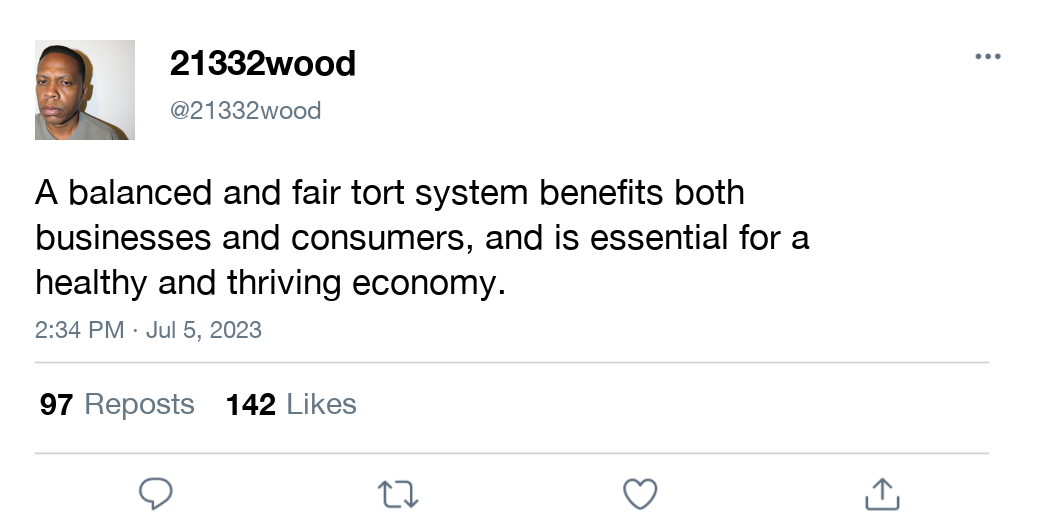 21332wood
@21332wood
A balanced and fair tort system benefits both
businesses and consumers, and is essential for a
healthy and thriving economy.
2:34 PM · Jul 5, 2023
97 Reposts 142 Likes